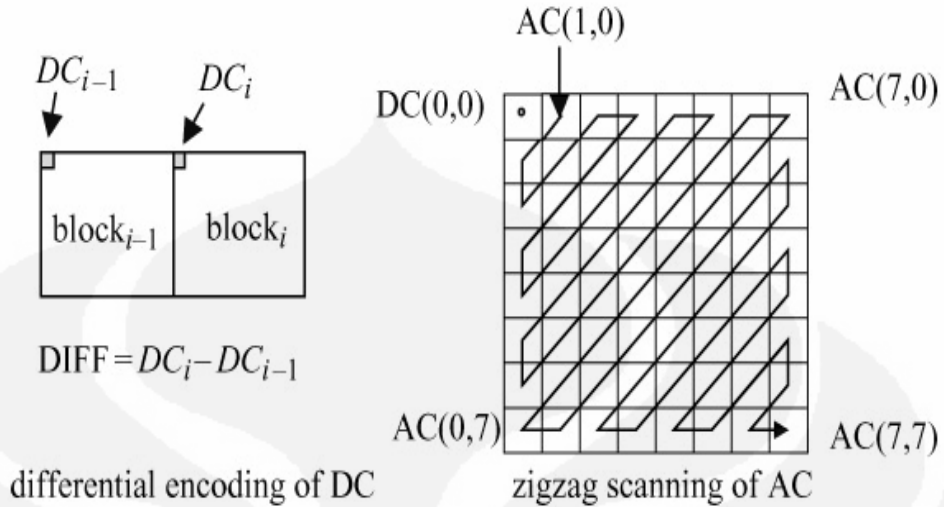 AC(1,0)
DC_{i–1}
DC_i
DC(0,0)
AC(7,0)
block_{i–1}
block_i
DIFF = DC_i – DC_{i–1}
AC(0,7)
AC(7,7)
differential encoding of DC
zigzag scanning of AC